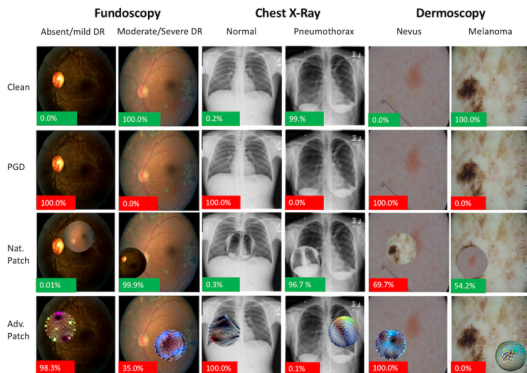 Fundoscopy Chest X-Ray Dermoscopy
Absent/mild DR Moderate/Severe DR Normal Pneumothorax Nevus Melanoma
Clean 0.0% 100.0% 0.2% 99.% 0.0% 100.0%
PGD 100.0% 0.0% 100.0% 0.0% 100.0% 0.0%
Nat. Patch 0.01% 99.9% 0.3% 96.7 % 69.7% 54.2%
Adv. Patch 98.3% 35.0% 100.0% 0.1% 100.0% 0.0%